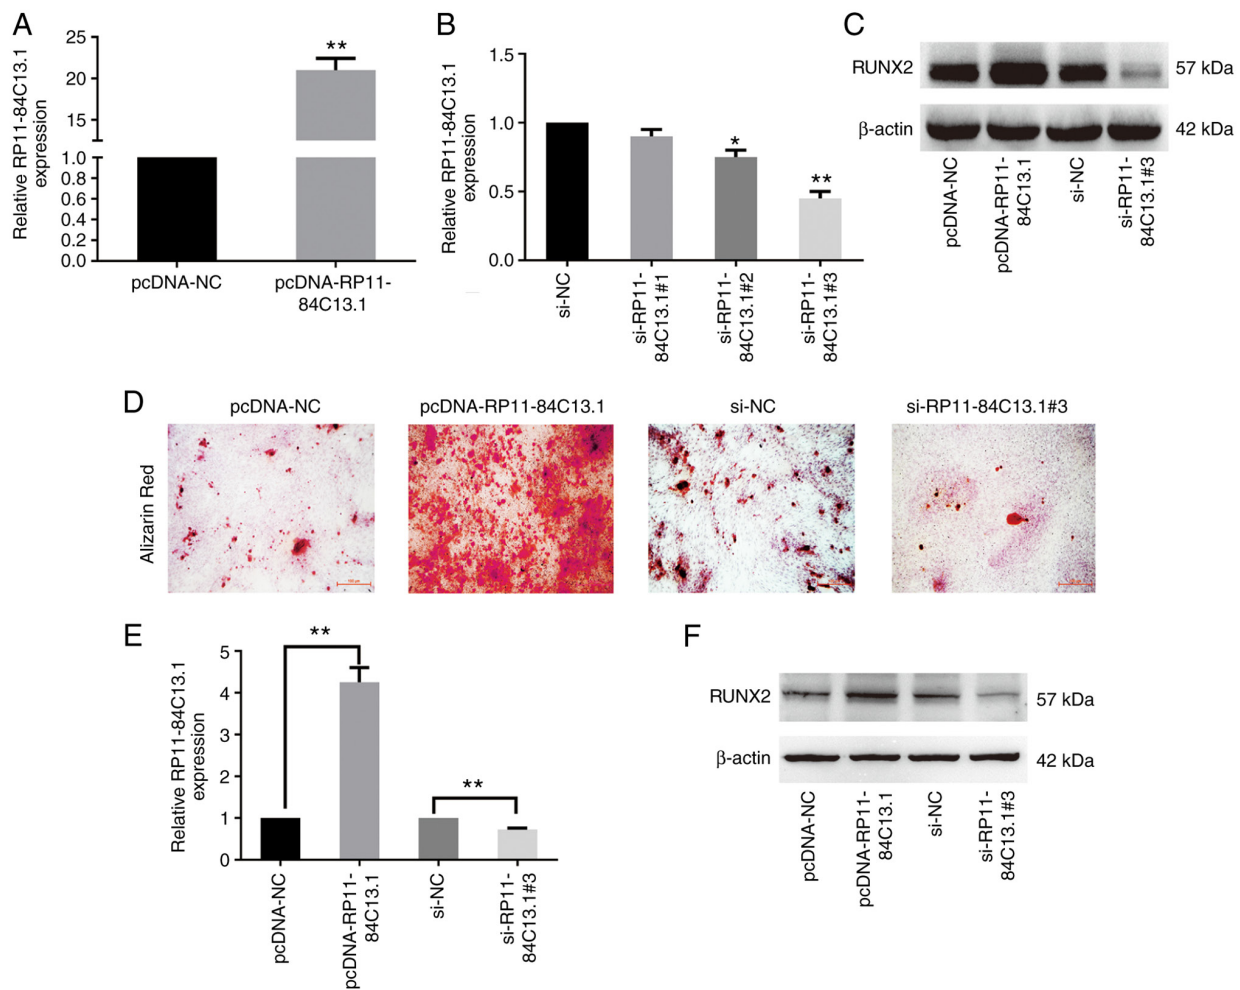 A
Relative RP11-84C13.1
expression
25
20
15
1.0
0.8
0.6
0.4
0.2
0.0
**
pcDNA-NC
pcDNA-RP11-
84C13.1
B
Relative RP11-84C13.1
expression
1.5
1.0
0.5
0.0
*
**
si-NC
si-RP11-
84C13.1#1
si-RP11-
84C13.1#2
si-RP11-
84C13.1#3
C
RUNX2
57 kDa
β-actin
42 kDa
pcDNA-NC
pcDNA-RP11-
84C13.1
si-NC
si-RP11-
84C13.1#3
D
pcDNA-NC
pcDNA-RP11-84C13.1
si-NC
si-RP11-84C13.1#3
Alizarin Red
E
Relative RP11-84C13.1
expression
5
4
3
2
1
0
**
**
pcDNA-NC
pcDNA-RP11-
84C13.1
si-NC
si-RP11-
84C13.1#3
F
RUNX2
57 kDa
β-actin
42 kDa
pcDNA-NC
pcDNA-RP11-
84C13.1
si-NC
si-RP11-
84C13.1#3